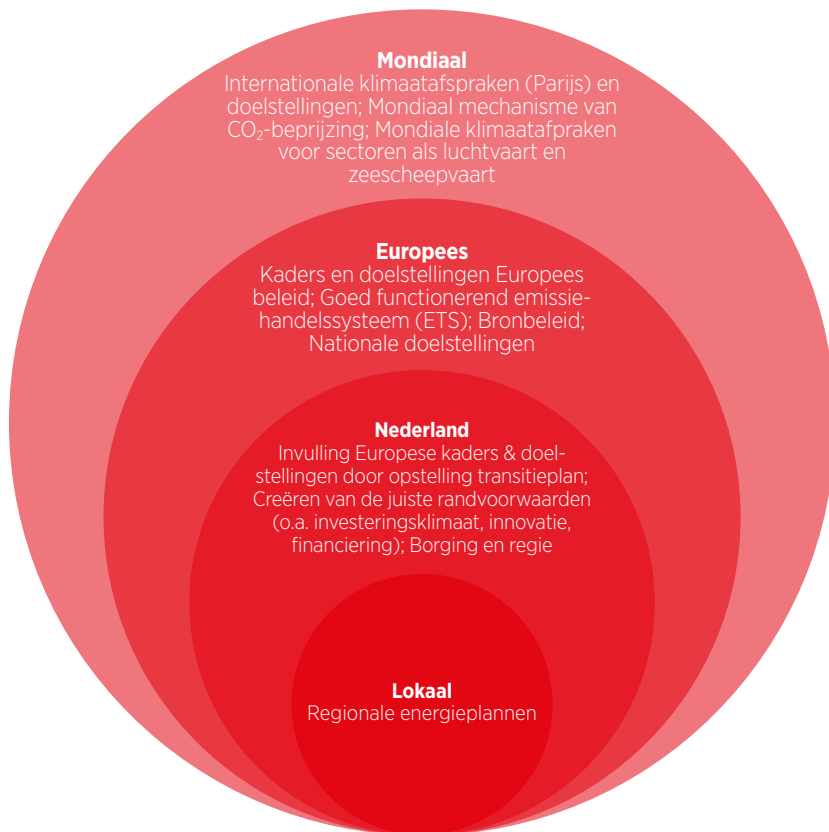 Mondiaal
Internationale klimaatafspraken (Parijs) en
doelstellingen; Mondiaal mechanisme van
CO₂-beprijzing; Mondiale klimaatafpraken
voor sectoren als luchtvaart en
zeescheepvaart
Europees
Kaders en doelstellingen Europees
beleid; Goed functionerend emissie-
handelssysteem (ETS); Bronbeleid;
Nationale doelstellingen
Nederland
Invulling Europese kaders & doel-
stellingen door opstelling transitieplan;
Creëren van de juiste randvoorwaarden
(o.a. investeringsklimaat, innovatie,
financiering); Borging en regie
Lokaal
Regionale energieplannen